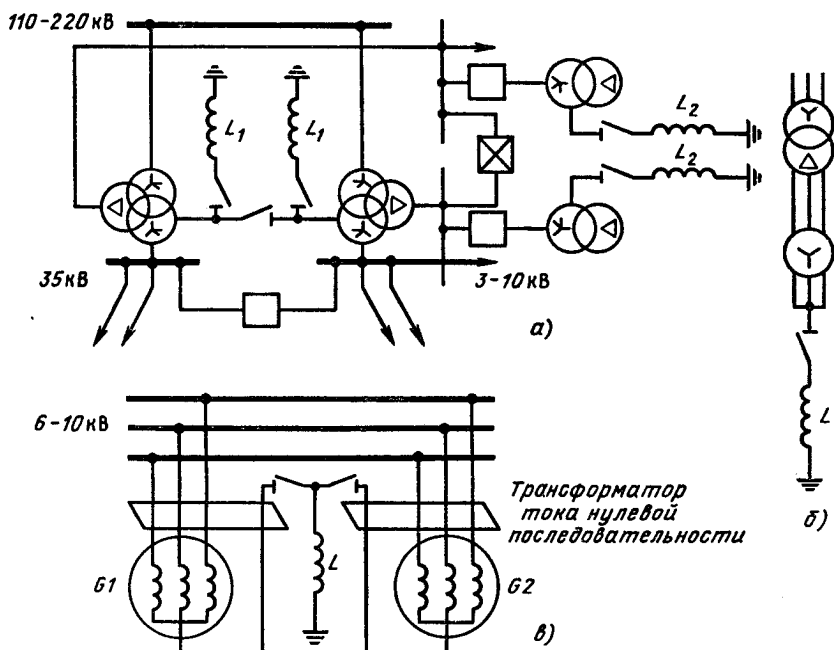 110-220кВ
L1
L1
L2
L2
35кВ
3-10кВ
а)
6-10кВ
L
Трансформатор
тока нулевой
последовательности
б)
G1
L
G2
в)